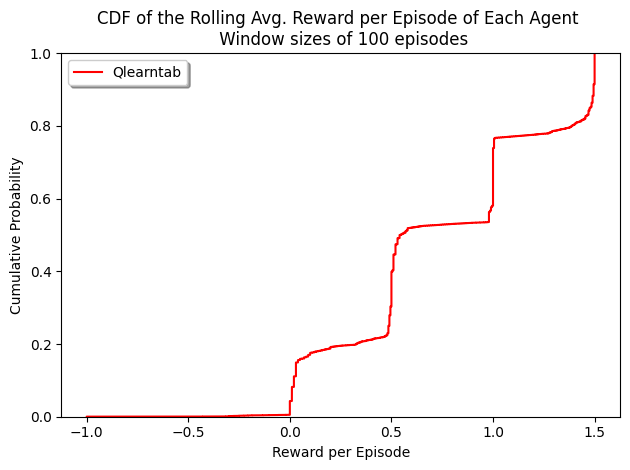 CDF of the Rolling Avg. Reward per Episode of Each Agent
Window sizes of 100 episodes
Qlearntab
Cumulative Probability
1.0
0.8
0.6
0.4
0.2
0.0
−1.0 −0.5 0.0 0.5 1.0 1.5
Reward per Episode